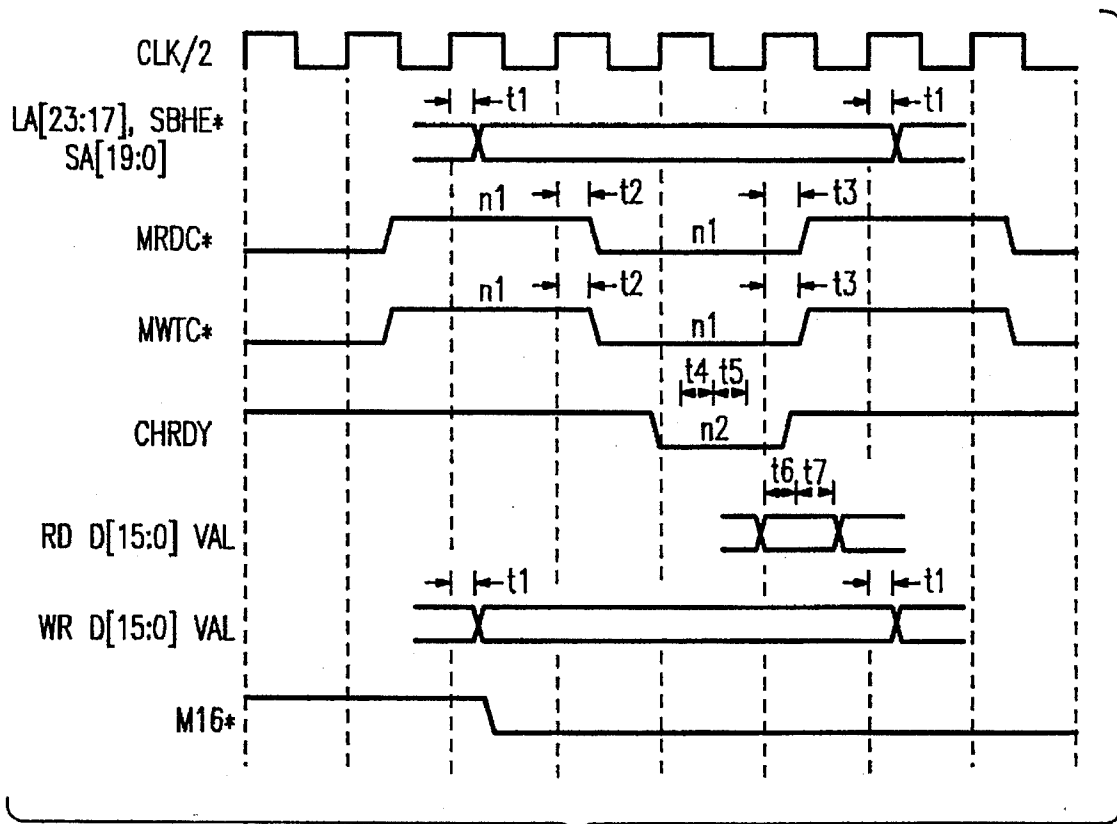 CLK/2
t1 t1
LA[23:17], SBHE*
SA[19:0]
n1 t2 t3
MRDC* n1
n1 t2 t3
MWTC* n1
t4 t5
CHRDY n2
t6 t7
RD D[15:0] VAL
t1 t1
WR D[15:0] VAL
M16*